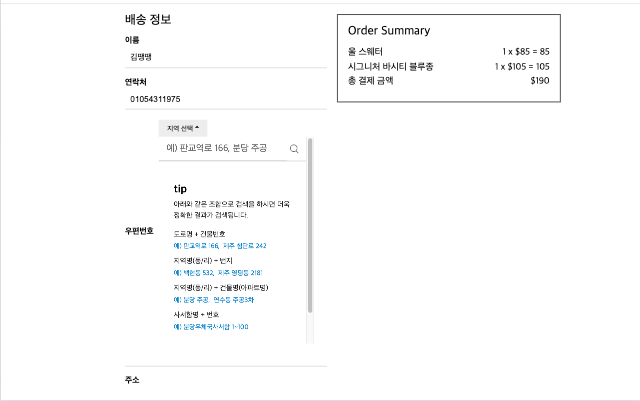 배송 정보
이름
김땡땡
연락처
01054311975
지역 선택
예) 판교역로 166, 분당 주공
tip
아래와 같은 조합으로 검색을 하시면 더욱
정확한 결과가 검색됩니다.
도로명 + 건물번호
예) 판교역로 166, 제주 첨단로 242
우편번호
지역명(동/리) + 번지
예) 백현동 532, 제주 영평동 2181
지역명(동/리) + 건물명(아파트명)
예) 분당 주공, 연수동 주공3차
사서함명 + 번호
예) 분당우체국사서함 1~100
주소
Order Summary
울 스웨터 1 x $85 = 85
시그니처 바시티 블루종 1 x $105 = 105
총 결제 금액 $190